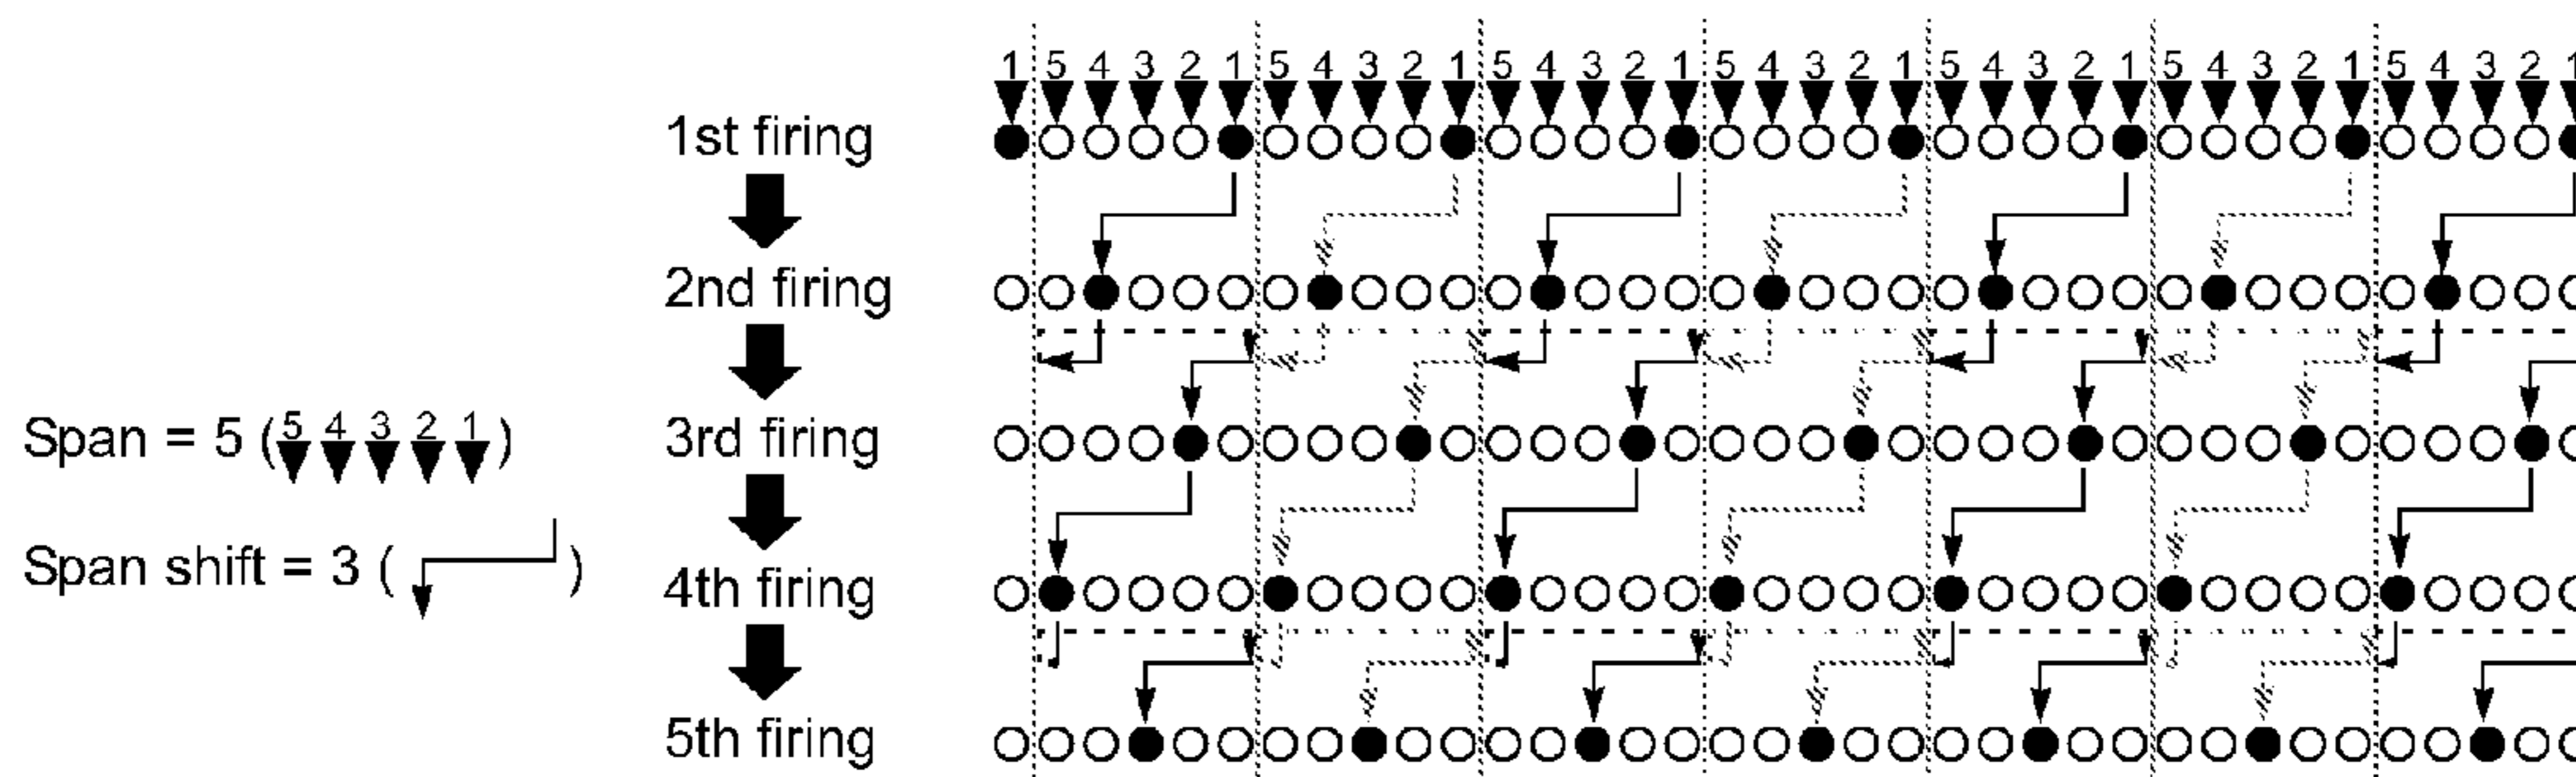 1 5 4 3 2 1 5 4 3 2 1 5 4 3 2 1 5 4 3 2 1 5 4 3 2 1 5 4 3 2 1 5 4 3 2 1
1st firing
2nd firing
3rd firing
Span = 5 (5 4 3 2 1)
4th firing
Span shift = 3 ( )
5th firing